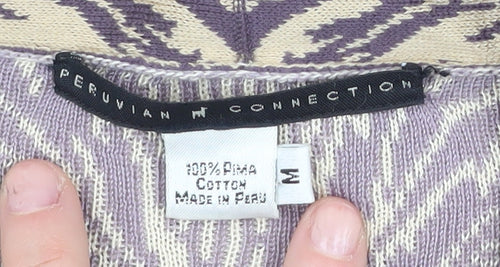 PERUVIAN CONNECTION
100% PIMA
COTTON
MADE IN PERU
M